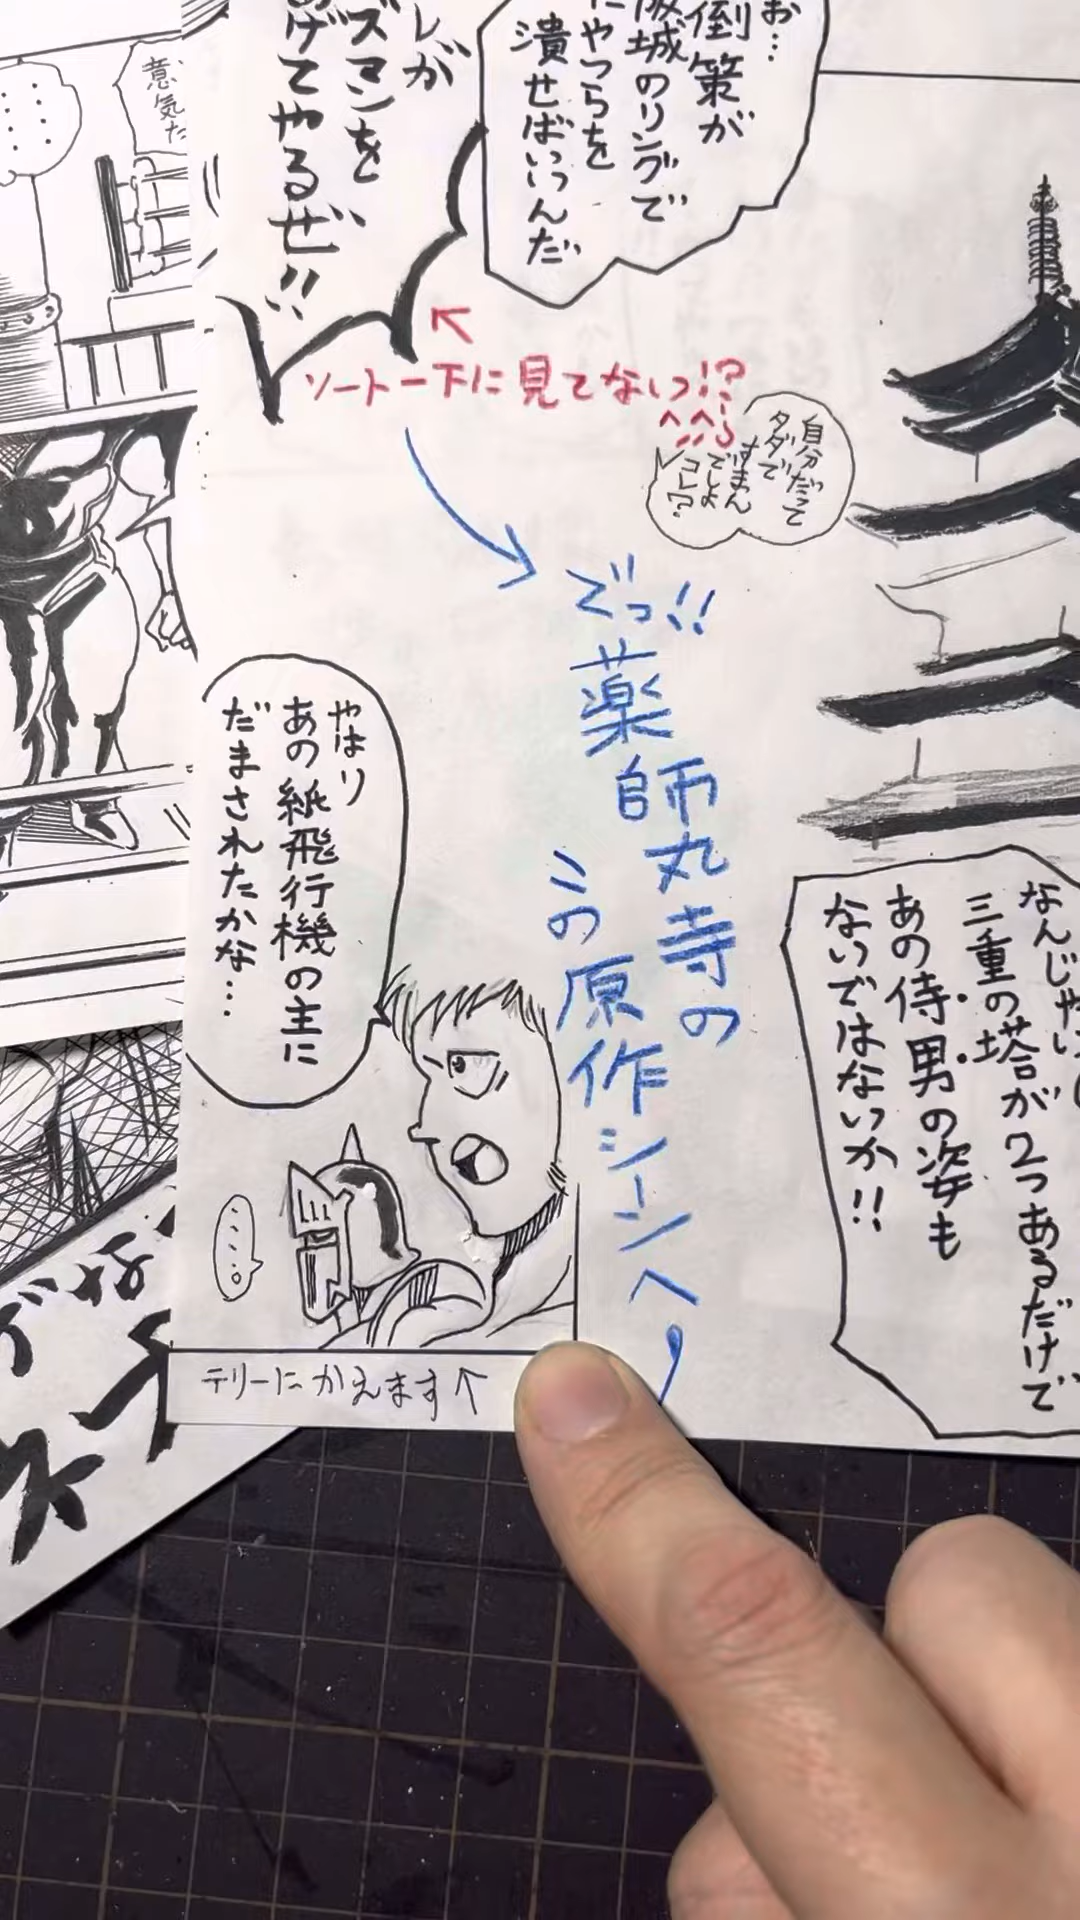 お…
倒策が
城のリングで
やつらを
潰せばいいんだ
レが
ズマンを
げてやるぜ!!
意気た
ソートー下に見てないっ!?
自分だって
タダで
すまん
でしょ
コレ?
でっ!!
薬師丸寺の
この原作シーンへ
やはり
あの紙飛行機の主に
だまされたかな…
なんじゃい
三重の塔が2つあるだけで
あの侍男の姿も
ないではないか!!
テリーにかえます↑